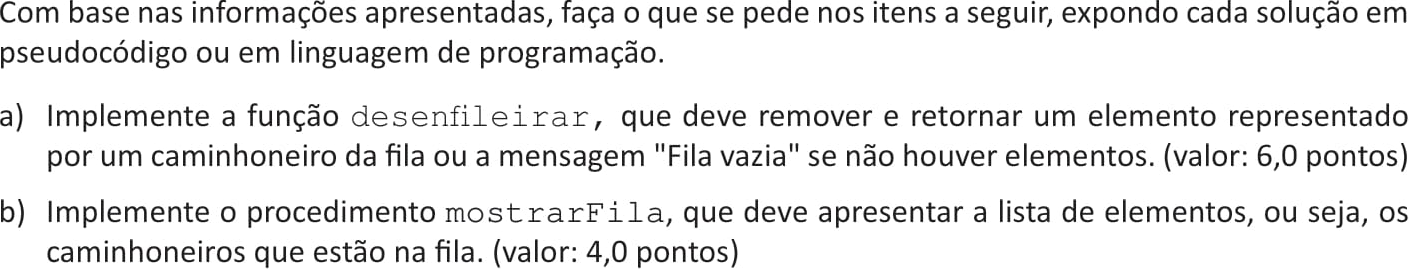 Com base nas informações apresentadas, faça o que se pede nos itens a seguir, expondo cada solução em
pseudocódigo ou em linguagem de programação.
a) Implemente a função desenfileirar, que deve remover e retornar um elemento representado
por um caminhoneiro da fila ou a mensagem "Fila vazia" se não houver elementos. (valor: 6,0 pontos)
b) Implemente o procedimento mostrarFila, que deve apresentar a lista de elementos, ou seja, os
caminhoneiros que estão na fila. (valor: 4,0 pontos)